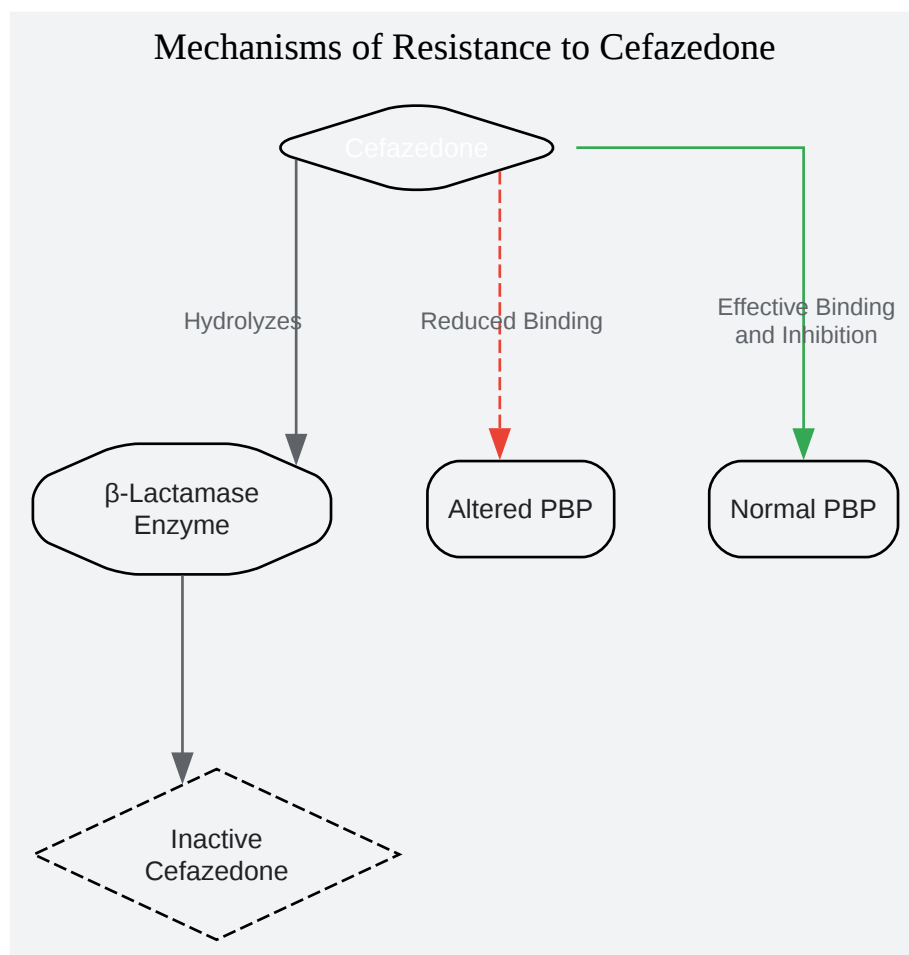 Mechanisms of Resistance to Cefazedone
Cefazedone
Hydrolyzes
Reduced Binding
Effective Binding
and Inhibition
β-Lactamase
Enzyme
Altered PBP
Normal PBP
Inactive
Cefazedone